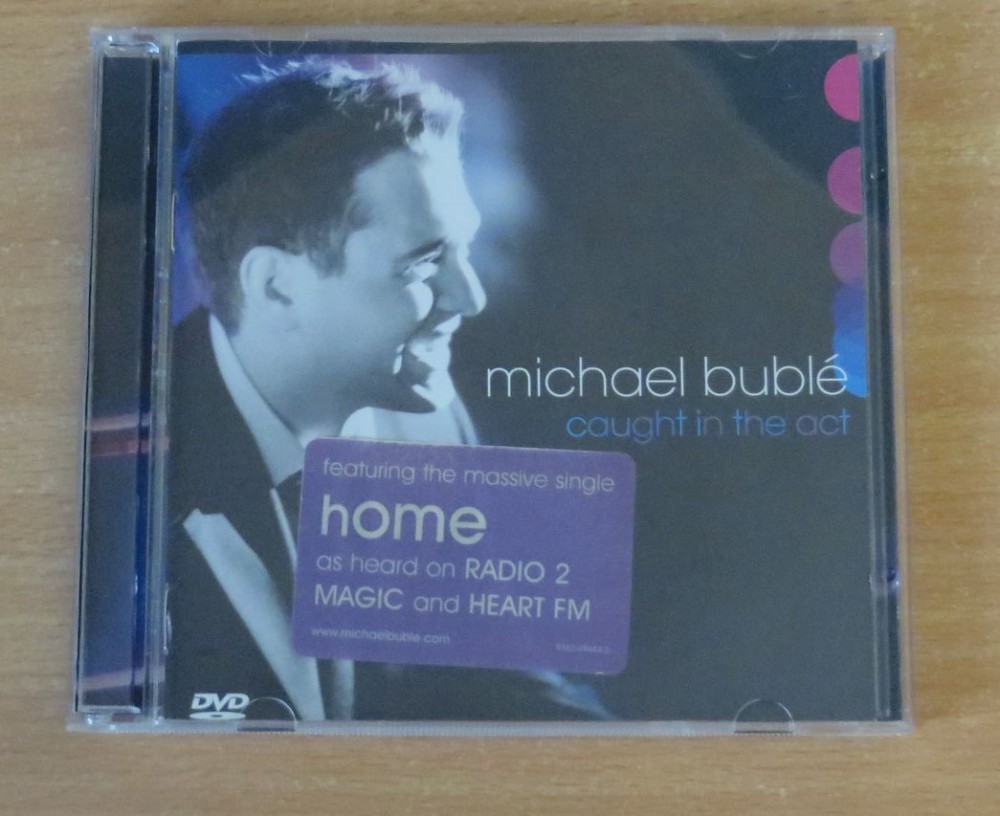 michael bublé
caught in the act
featuring the massive single
home
as heard on RADIO 2
MAGIC and HEART FM
www.michaelbuble.com
DVD